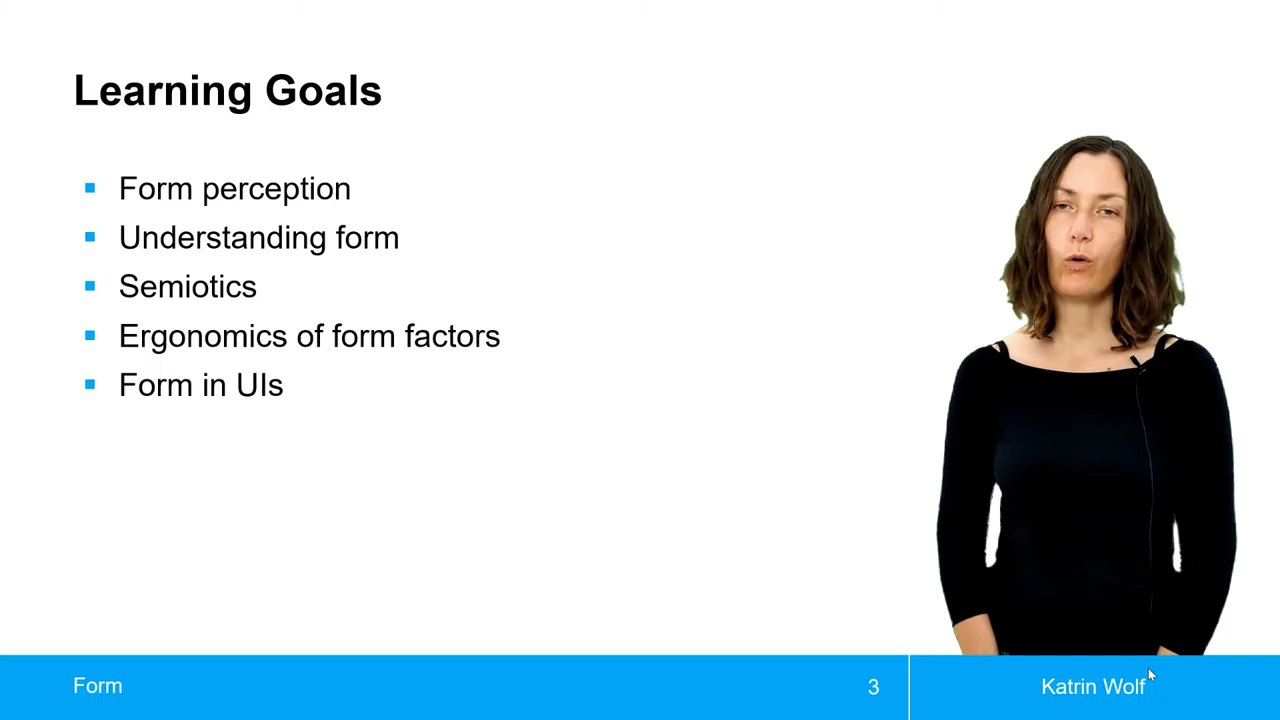 Learning Goals
Form perception
Understanding form
Semiotics
Ergonomics of form factors
Form in UIs
Form
3
Katrin Wolf